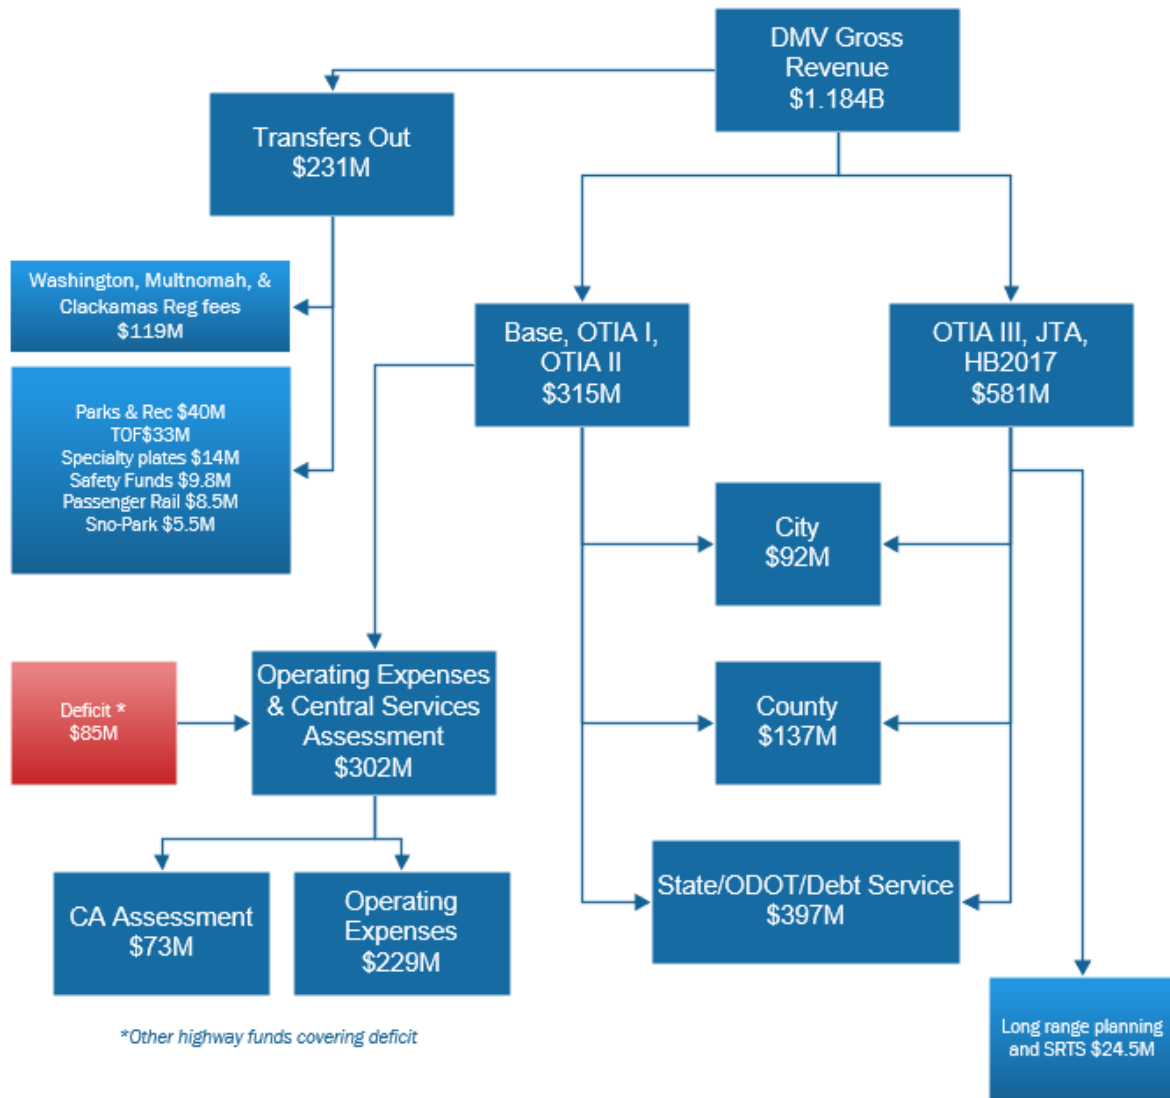 DMV Gross
Revenue
$1.184B
Transfers Out
$231M
Washington, Multnomah, &
Clackamas Reg fees
$119M
Parks & Rec $40M
TOF$33M
Specialty plates $14M
Safety Funds $9.8M
Passenger Rail $8.5M
Sno-Park $5.5M
Base, OTIA I,
OTIA II
$315M
OTIA III, JTA,
HB2017
$581M
City
$92M
County
$137M
State/ODOT/Debt Service
$397M
Deficit *
$85M
Operating Expenses
& Central Services
Assessment
$302M
CA Assessment
$73M
Operating
Expenses
$229M
Long range planning
and SRTS $24.5M
*Other highway funds covering deficit